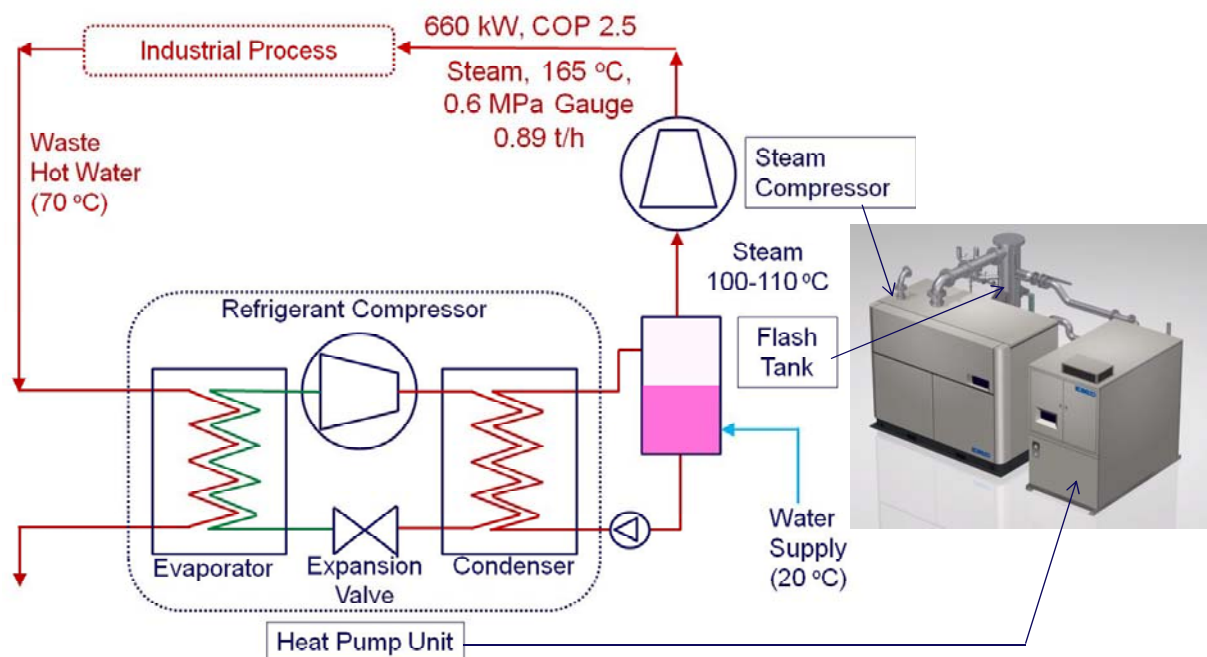 660 kW, COP 2.5
Industrial Process
Steam, 165 °C,
0.6 MPa Gauge
0.89 t/h
Waste
Hot Water
(70 °C)
Steam
Compressor
Steam
100-110 °C
Refrigerant Compressor
Flash
Tank
Water
Supply
(20 °C)
Evaporator
Expansion
Valve
Condenser
Heat Pump Unit